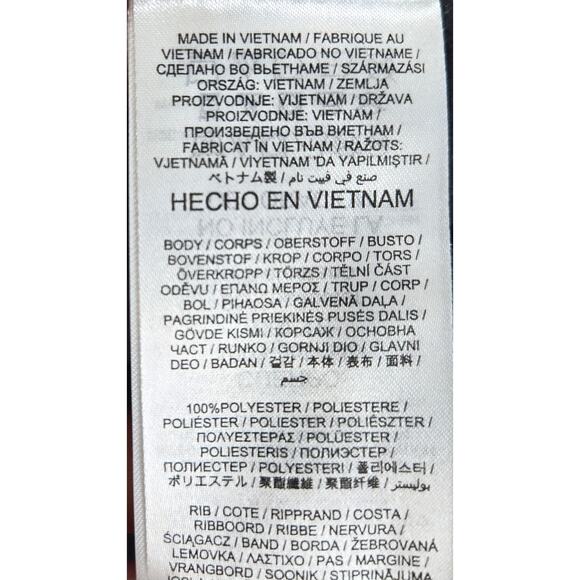 MADE IN VIETNAM / FABRIQUE AU
VIETNAM / FABRICADO NO VIETNAME /
СДЕЛАНО ВО ВЬЕТНАМЕ / SZÁRMAZÁSI
ORSZÁG: VIETNAM / ZEMLJA
PROIZVODNJE: VIJETNAM / DRŽAVA
PROIZVODNJE: VIETNAM /
ПРОИЗВЕДЕНО ВЪВ ВИЕТНАМ /
FABRICAT ÎN VIETNAM / RAŽOTS:
VJETNAMĀ / VİYETNAM 'DA YAPILMIŞTIR /
ベトナム製 / صنع في فييت نام
HECHO EN VIETNAM
BODY / CORPS / OBERSTOFF / BUSTO /
BOVENSTOF / KROP / CORPO / TORS /
ÖVERKROPP / TÖRZS / TĚLNÍ ČÁST
ODĚVU / ΕΠΑΝΩ ΜΕΡΟΣ / TRUP / CORP /
BOL / PIHAOSA / GALVENĀ DAĻA /
PAGRINDINĖ PRIEKINĖS PUSĖS DALIS /
GÖVDE KISMI / КОРСАЖ / ОСНОВНА
ЧАСТ / RUNKO / GORNJI DIO / GLAVNI
DEO / BADAN / 겉감 / 本体 / 表布 / 面料 /
جسم
100%POLYESTER / POLIESTERE /
POLIÉSTER / POLIESTER / POLIÉSZTER /
ΠΟΛΥΕΣΤΕΡΑΣ / POLÜESTER /
POLIESTERIS / ПОЛИЭСТЕР /
ПОЛИЕСТЕР / POLYESTERI / 폴리에스터 /
ポリエステル / 聚酯纖維 / 聚酯纤维 / بوليستر
RIB / COTE / RIPPRAND / COSTA /
RIBBOORD / RIBBE / NERVURA /
ŚCIĄGACZ / BAND / BORDA / ŽEBROVANÁ
LEMOVKA / ΛΑΣΤΙΧΟ / PAS / MARGINE /
VRANGBORD / SOONIK / STIPRINĀJUMA